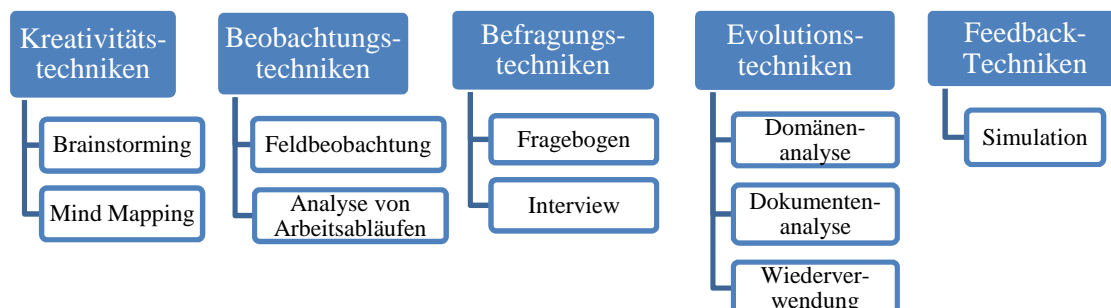 Kreativitäts-
techniken
Brainstorming
Mind Mapping
Beobachtungs-
techniken
Feldbeobachtung
Analyse von
Arbeitsabläufen
Befragungs-
techniken
Fragebogen
Interview
Evolutions-
techniken
Domänen-
analyse
Dokumenten-
analyse
Wiederver-
wendung
Feedback-
Techniken
Simulation